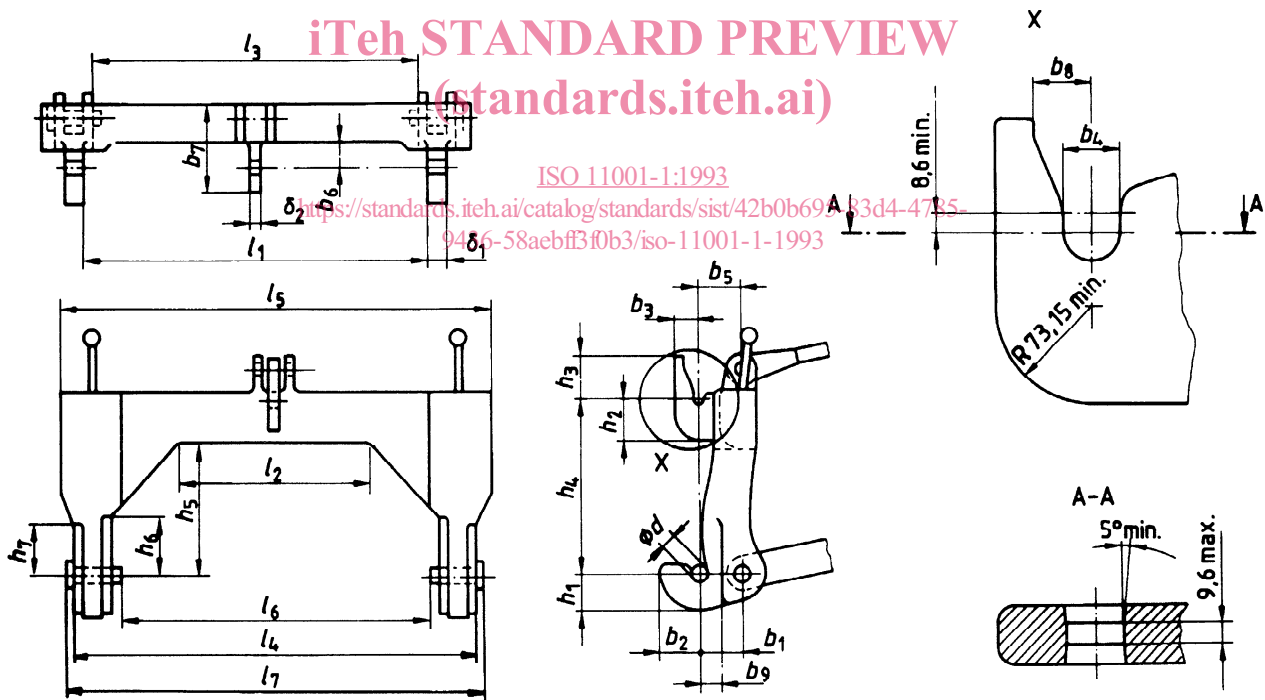 iTeh STANDARD PREVIEW
(standards.iteh.ai)
ISO 11001-1:1993
https://standards.iteh.ai/catalog/standards/sist/42b0b695-83d4-4785-
9436-58aebff3f0b3/iso-11001-1-1993
l3
b7
b6
δ2
l1
δ1
l5
l2
h5
h7
h6
l6
l4
l7
b5
b3
h3
h2
X
h4
ød
h1
b2
b1
b9
X
b8
b4
8,6 min.
A
A
R 73,15 min.
A-A
5° min.
9,6 max.